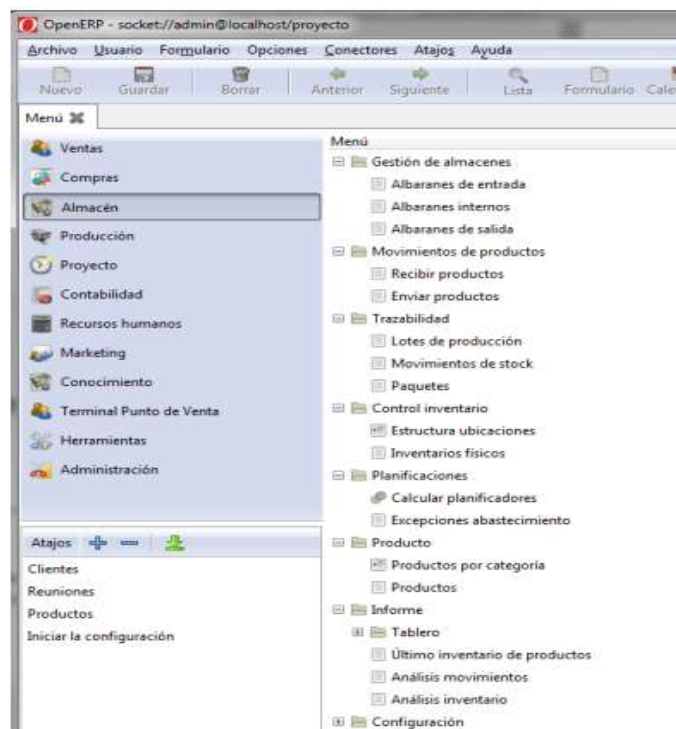 OpenERP - socket://admin@localhost/proyecto
Archivo Usuario Formulario Opciones Conectores Atajos Ayuda
Nuevo Guardar Borrar Anterior Siguiente Lista Formulario Cale
Menú
Ventas
Compras
Almacén
Producción
Proyecto
Contabilidad
Recursos humanos
Marketing
Conocimiento
Terminal Punto de Venta
Herramientas
Administración
Atajos
Clientes
Reuniones
Productos
Iniciar la configuración
Menú
Gestión de almacenes
Albaranes de entrada
Albaranes internos
Albaranes de salida
Movimientos de productos
Recibir productos
Enviar productos
Trazabilidad
Lotes de producción
Movimientos de stock
Paquetes
Control inventario
Estructura ubicaciones
Inventarios físicos
Planificaciones
Calcular planificadores
Excepciones abastecimiento
Producto
Productos por categoría
Productos
Informe
Tablero
Último inventario de productos
Análisis movimientos
Análisis inventario
Configuración